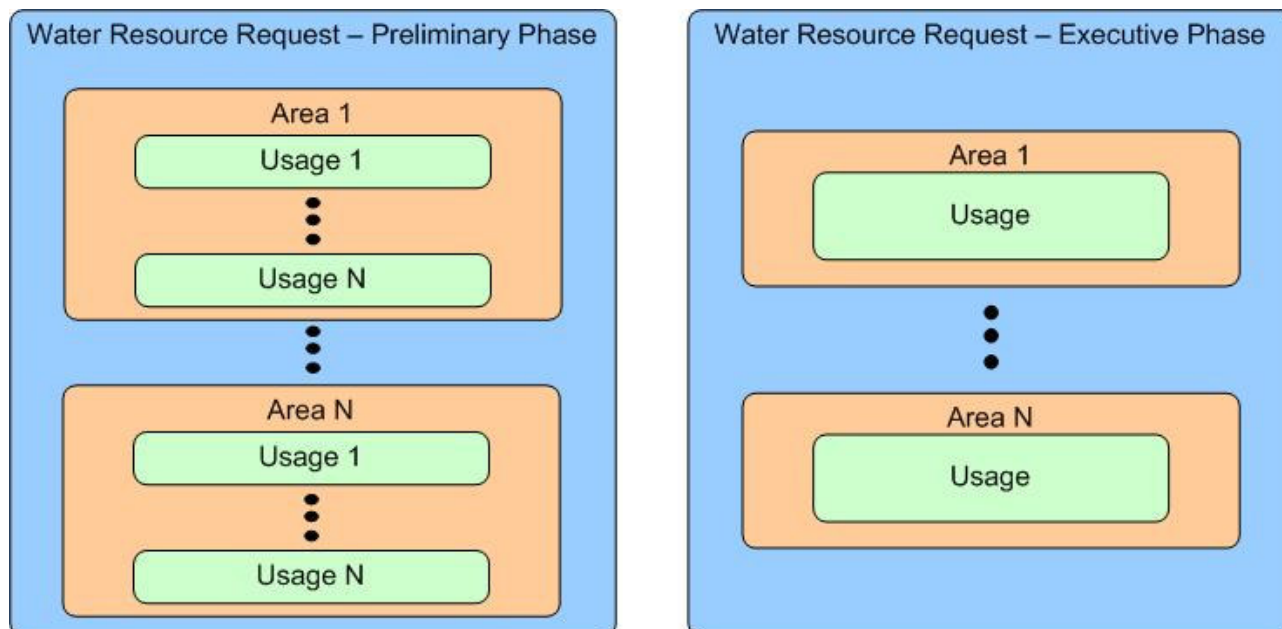 Water Resource Request – Preliminary Phase
Area 1
Usage 1
Usage N
Area N
Usage 1
Usage N
Water Resource Request – Executive Phase
Area 1
Usage
Area N
Usage